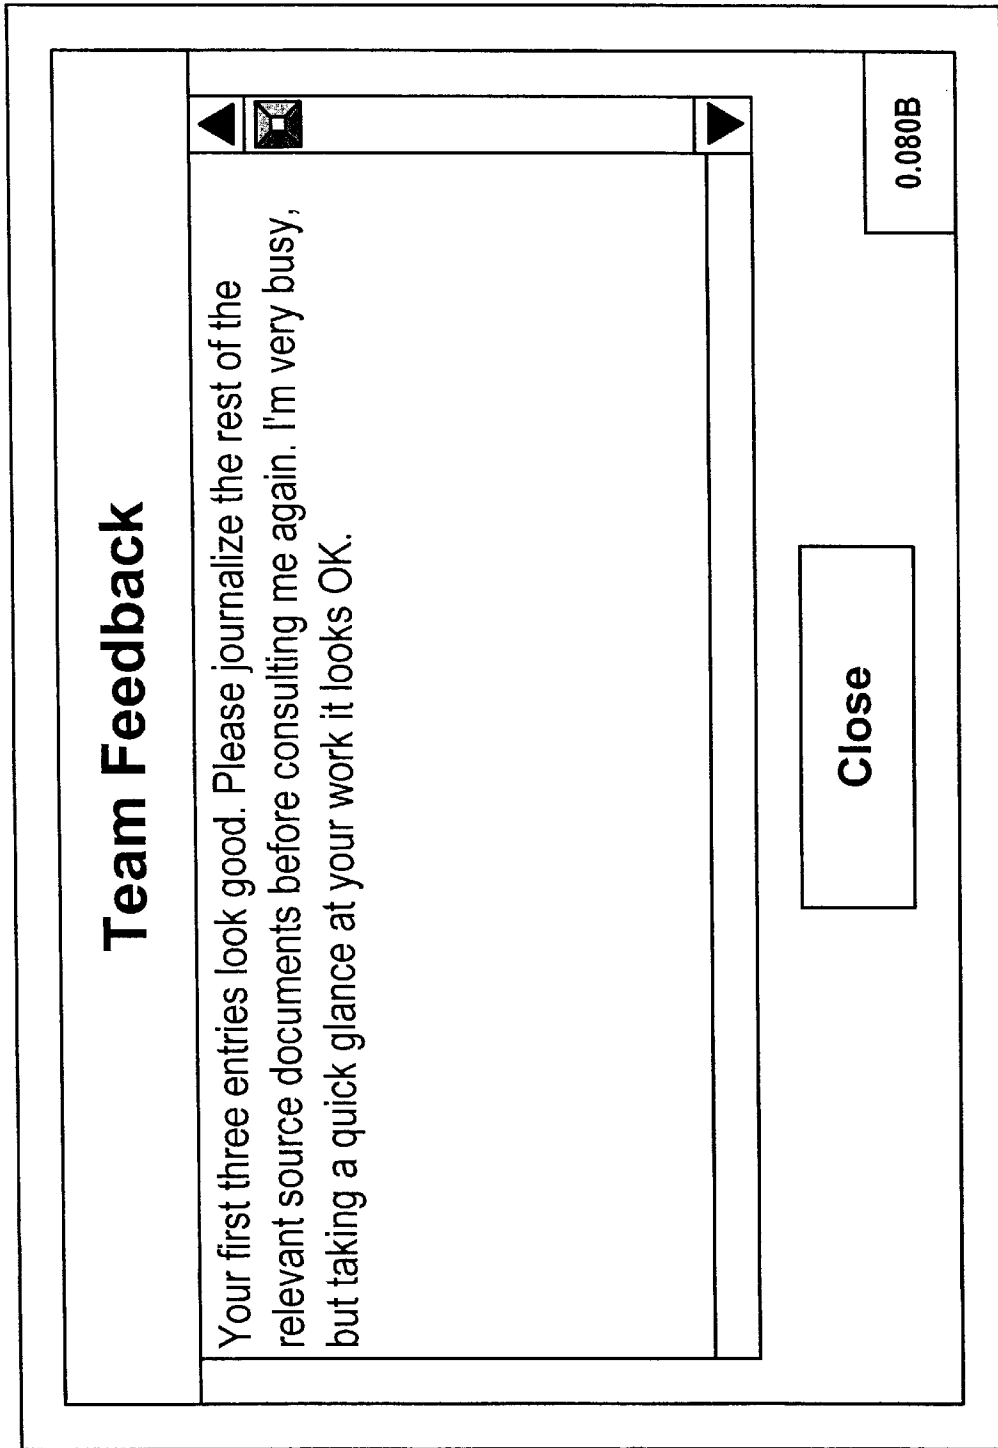 Team Feedback
Your first three entries look good. Please journalize the rest of the
relevant source documents before consulting me again. I'm very busy,
but taking a quick glance at your work it looks OK.
Close
0.080B